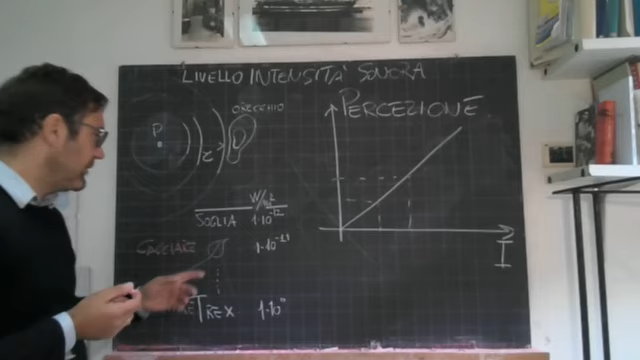 LIVELLO INTENSITA' SONORA
ORECCHIO
P
I
PERCEZIONE
W/m²
SOGLIA 1·10⁻¹²
1·10⁻¹¹
T REX 1·10⁰
I